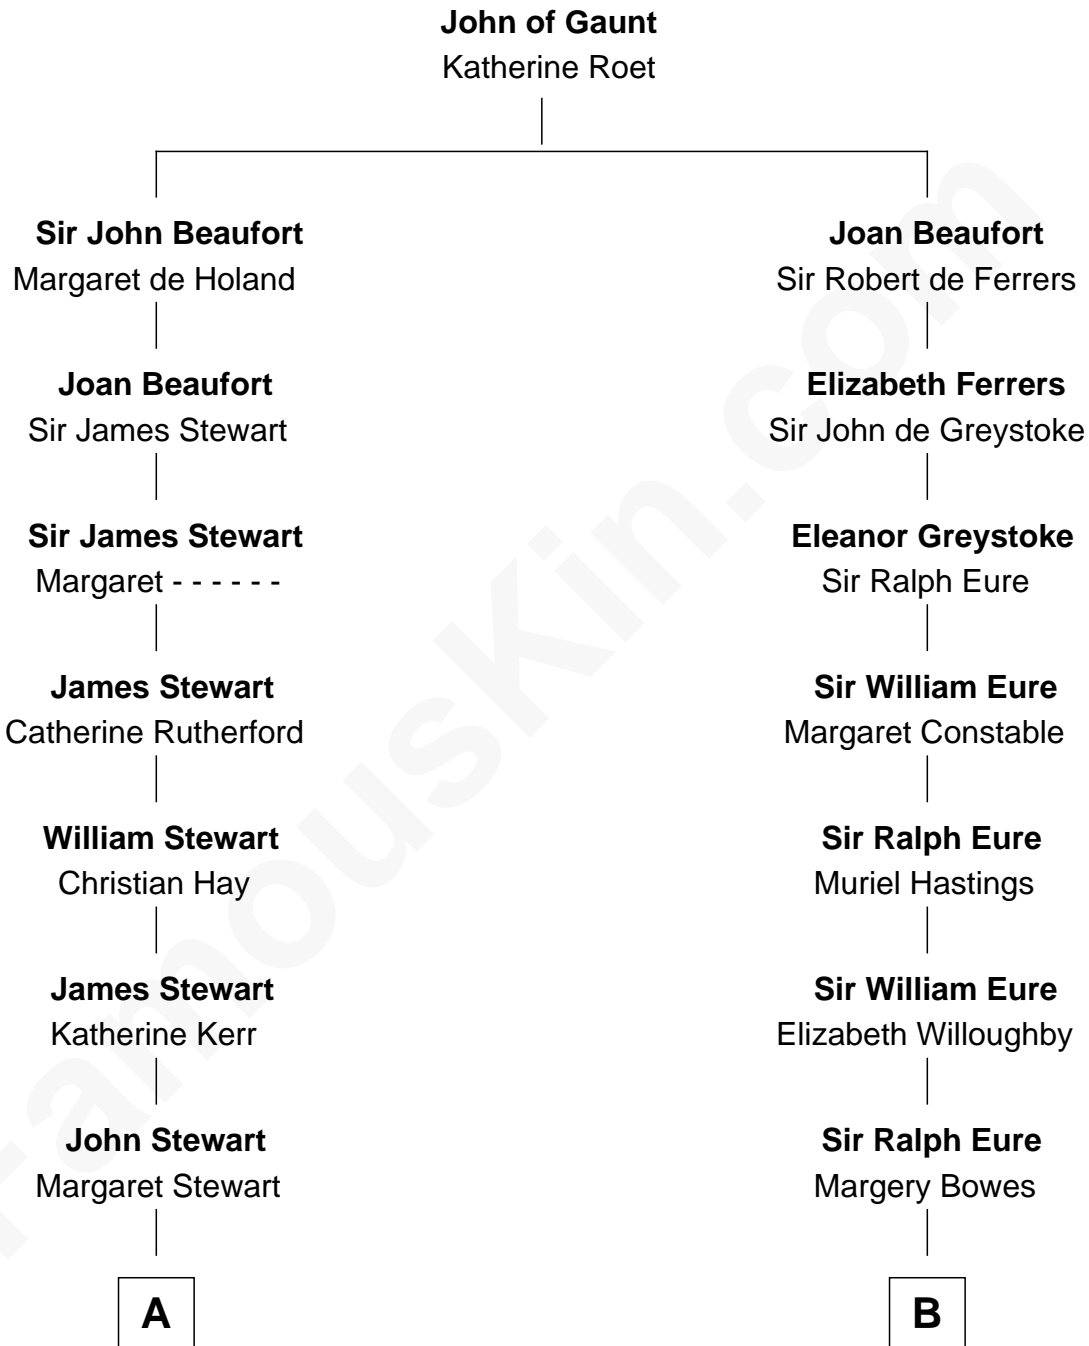 John of Gaunt
Katherine Roet
Sir John Beaufort
Margaret de Holand
Joan Beaufort
Sir James Stewart
Sir James Stewart
Margaret - - - - - -
James Stewart
Catherine Rutherford
William Stewart
Christian Hay
James Stewart
Katherine Kerr
John Stewart
Margaret Stewart
A
Joan Beaufort
Sir Robert de Ferrers
Elizabeth Ferrers
Sir John de Greystoke
Eleanor Greystoke
Sir Ralph Eure
Sir William Eure
Margaret Constable
Sir Ralph Eure
Muriel Hastings
Sir William Eure
Elizabeth Willoughby
Sir Ralph Eure
Margery Bowes
B
FamousKin.com